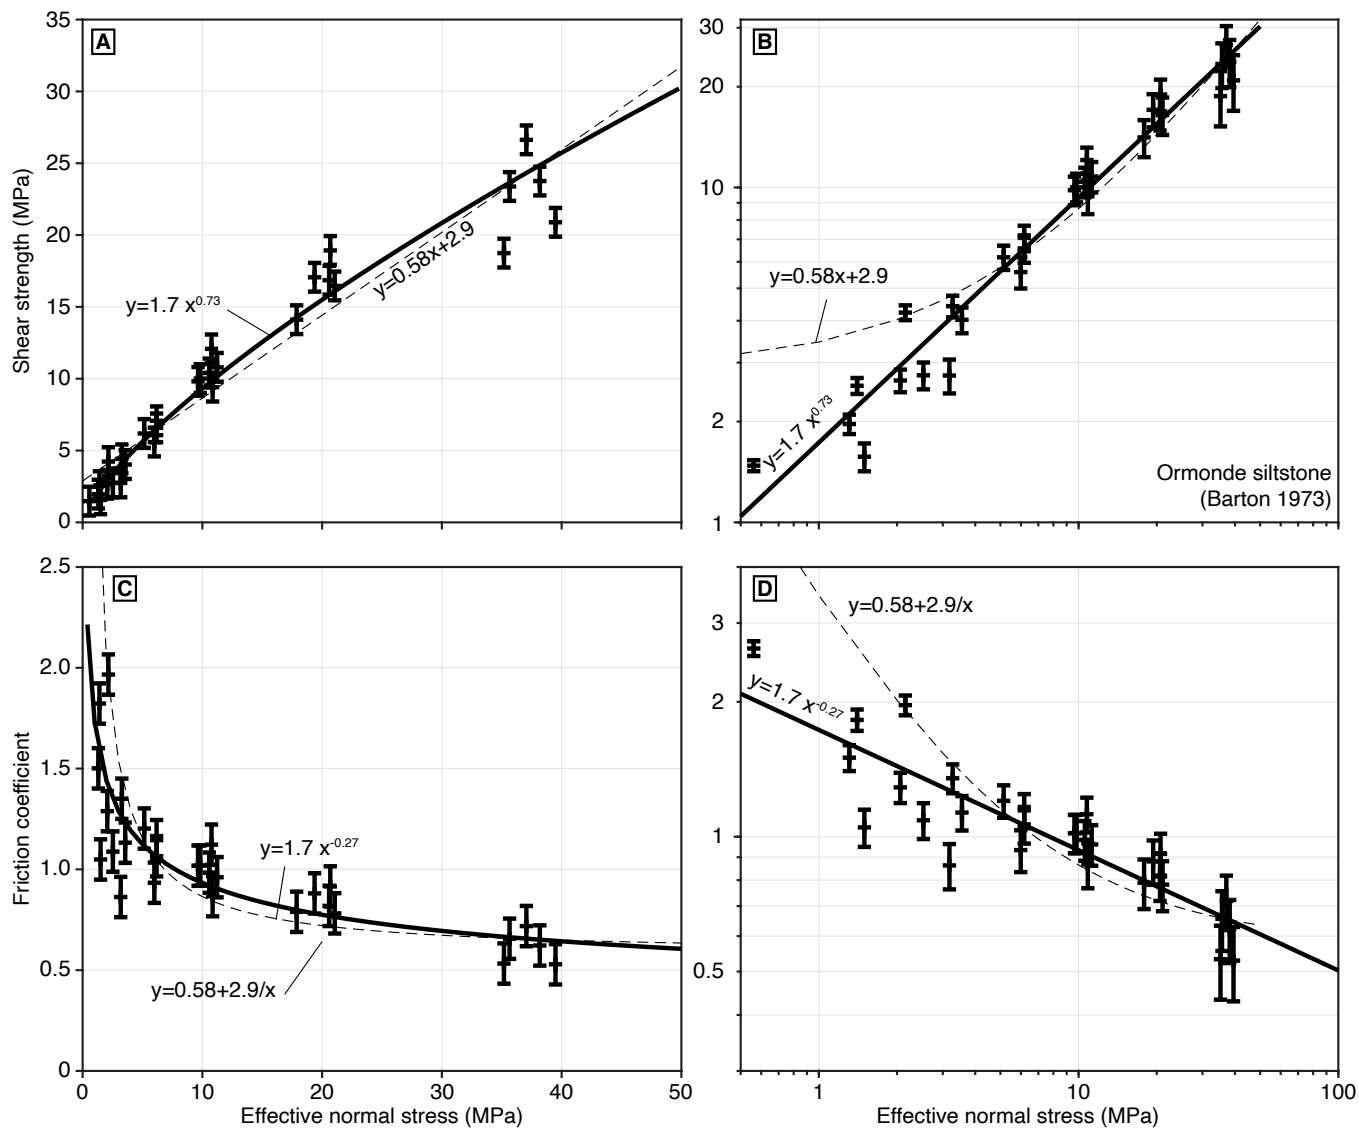 A
35
30
25
20
15
10
5
0
0
10
20
30
40
50
Shear strength (MPa)
y=1.7 x^0.73
y=0.58x+2.9
B
30
20
10
2
1
1
10
100
y=0.58x+2.9
y=1.7 x^0.73
Ormonde siltstone
(Barton 1973)
C
2.5
2.0
1.5
1.0
0.5
0
Friction coefficient
y=1.7 x^-0.27
y=0.58+2.9/x
0
10
20
30
40
50
Effective normal stress (MPa)
D
3
2
1
0.5
y=0.58+2.9/x
y=1.7 x^-0.27
1
10
100
Effective normal stress (MPa)